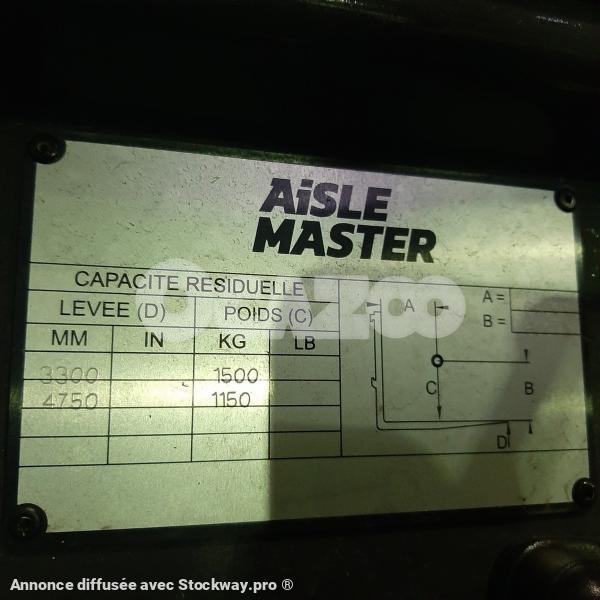 AiSLE
MASTER
CAPACITE RESIDUELLE
LEVEE (D) POIDS (C)
MM IN KG LB
3300 1500
4750 1150
A =
B =
A
C
B
D
Annonce diffusée avec Stockway.pro ®